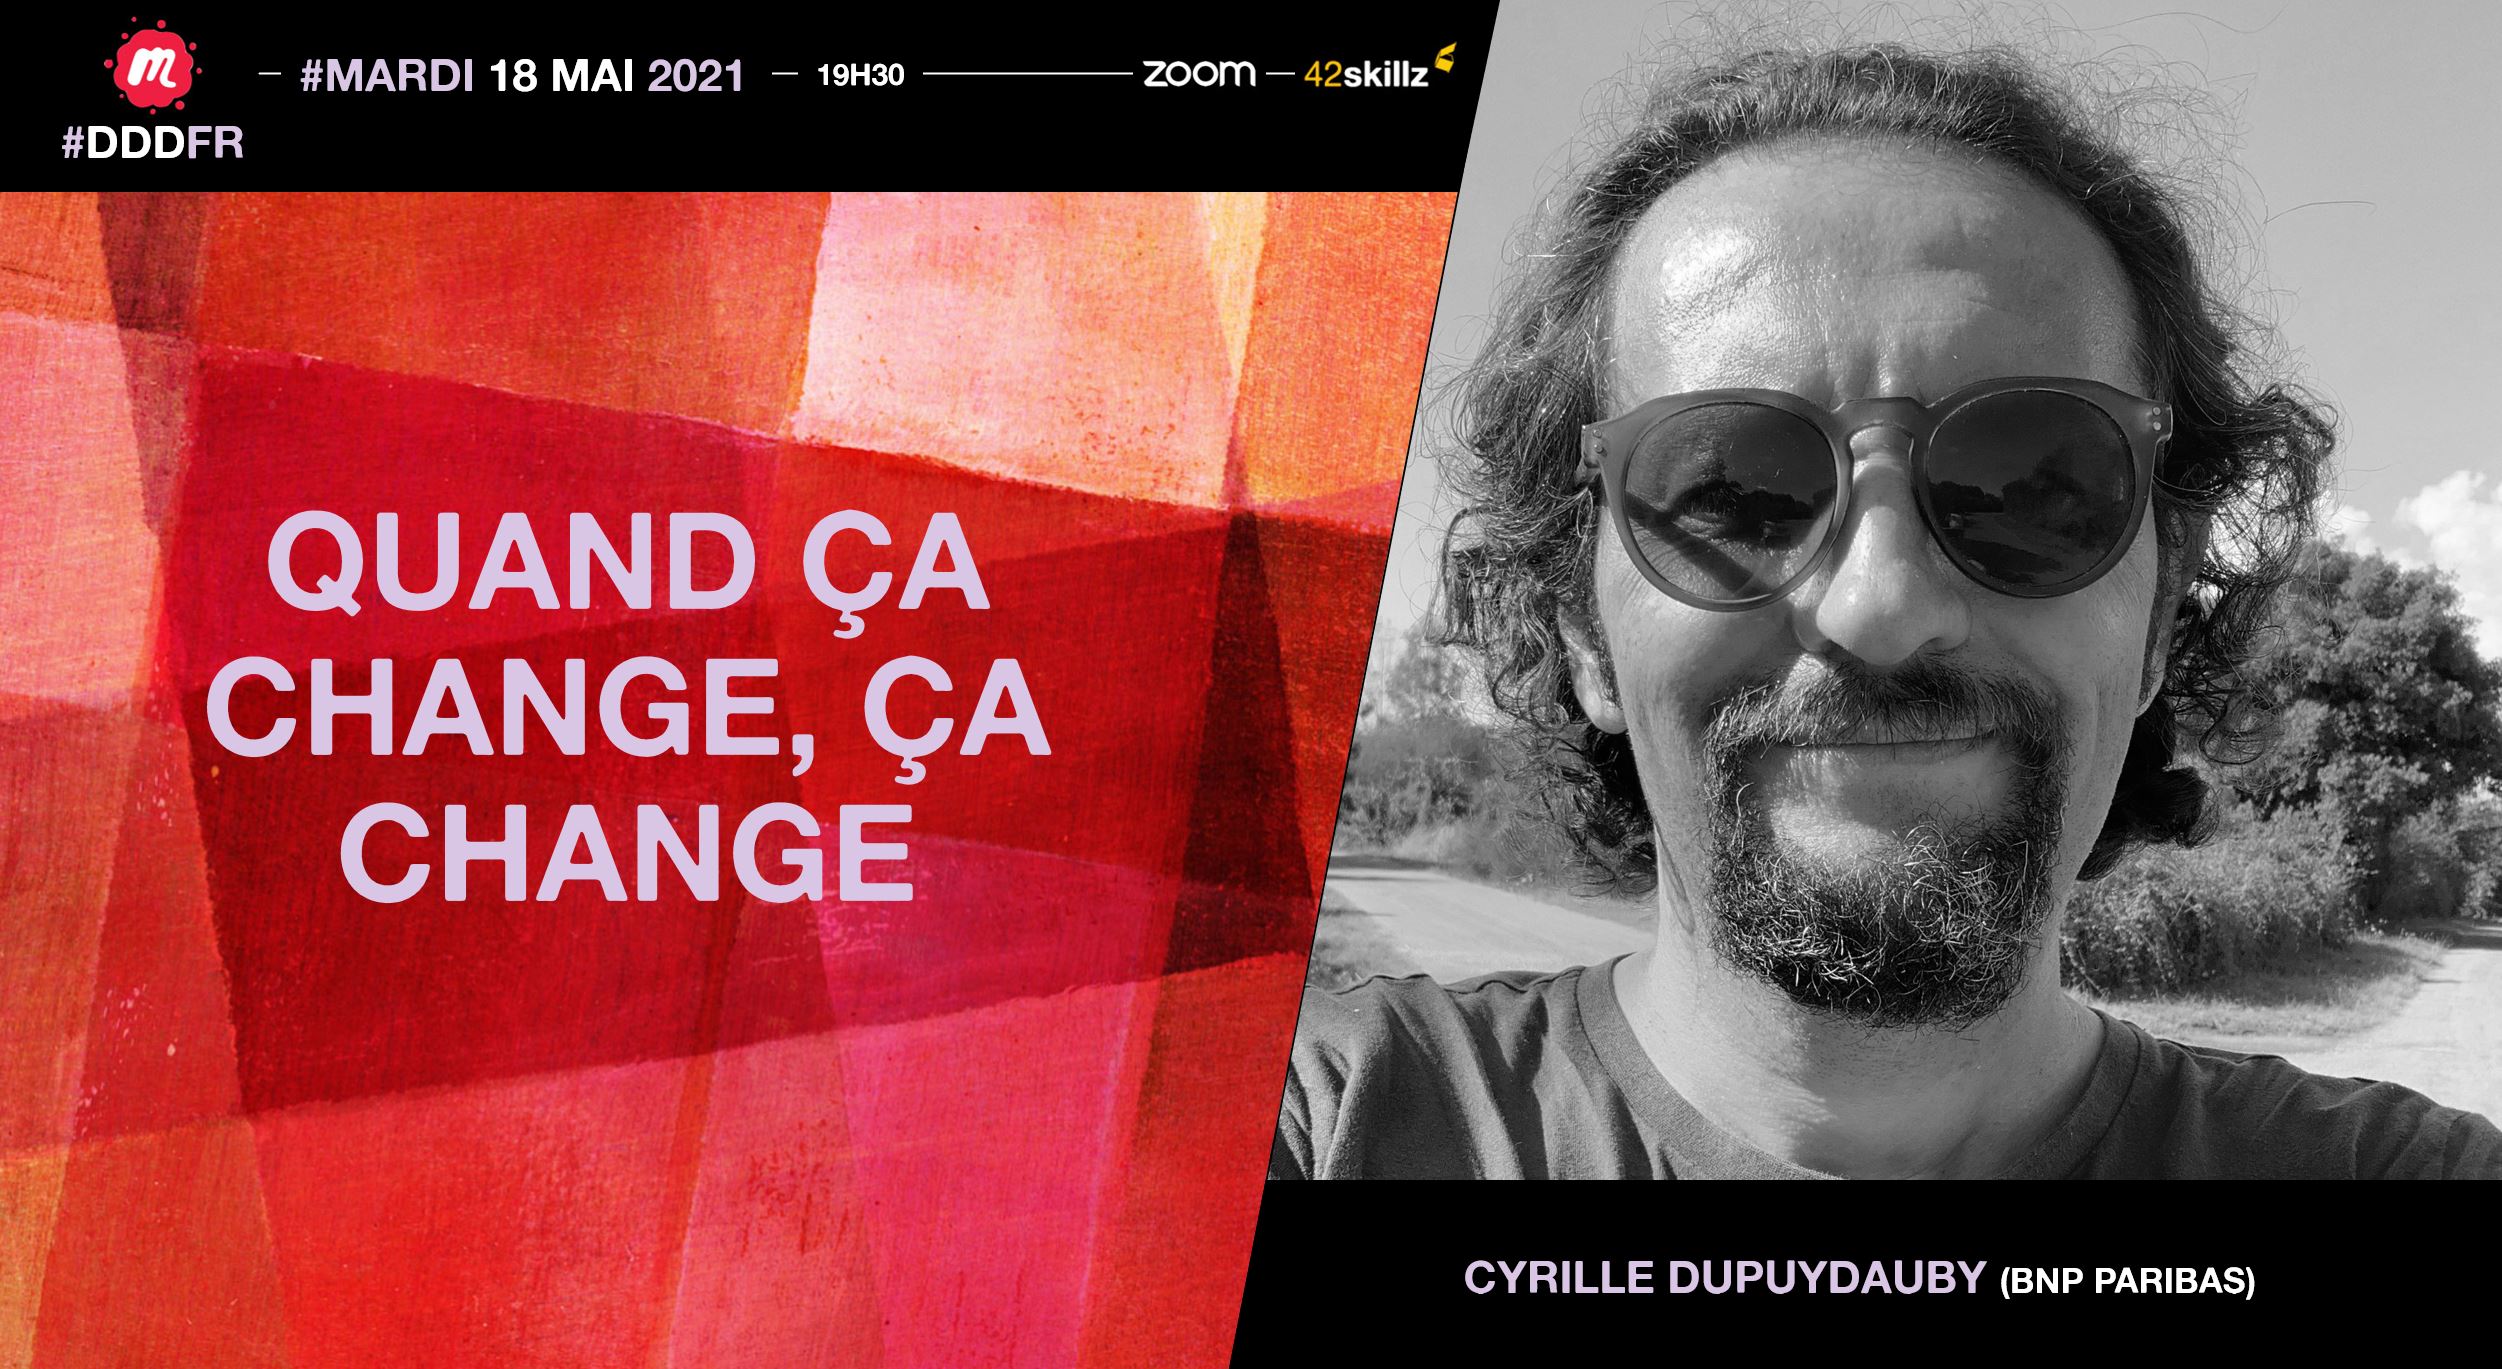 m
#DDDFR
#MARDI 18 MAI 2021
19H30
zoom
42skillz
QUAND ÇA
CHANGE, ÇA
CHANGE
CYRILLE DUPUYDAUBY (BNP PARIBAS)